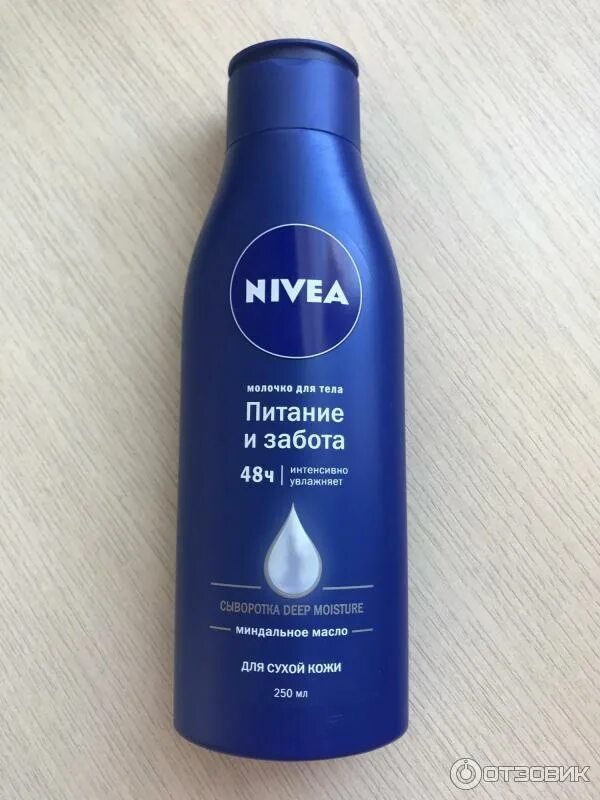 NIVEA
молочко для тела
Питание
и забота
48ч | интенсивно
увлажняет
СЫВОРОТКА DEEP MOISTURE
миндальное масло
ДЛЯ СУХОЙ КОЖИ
250 мл
ОТЗОВИК